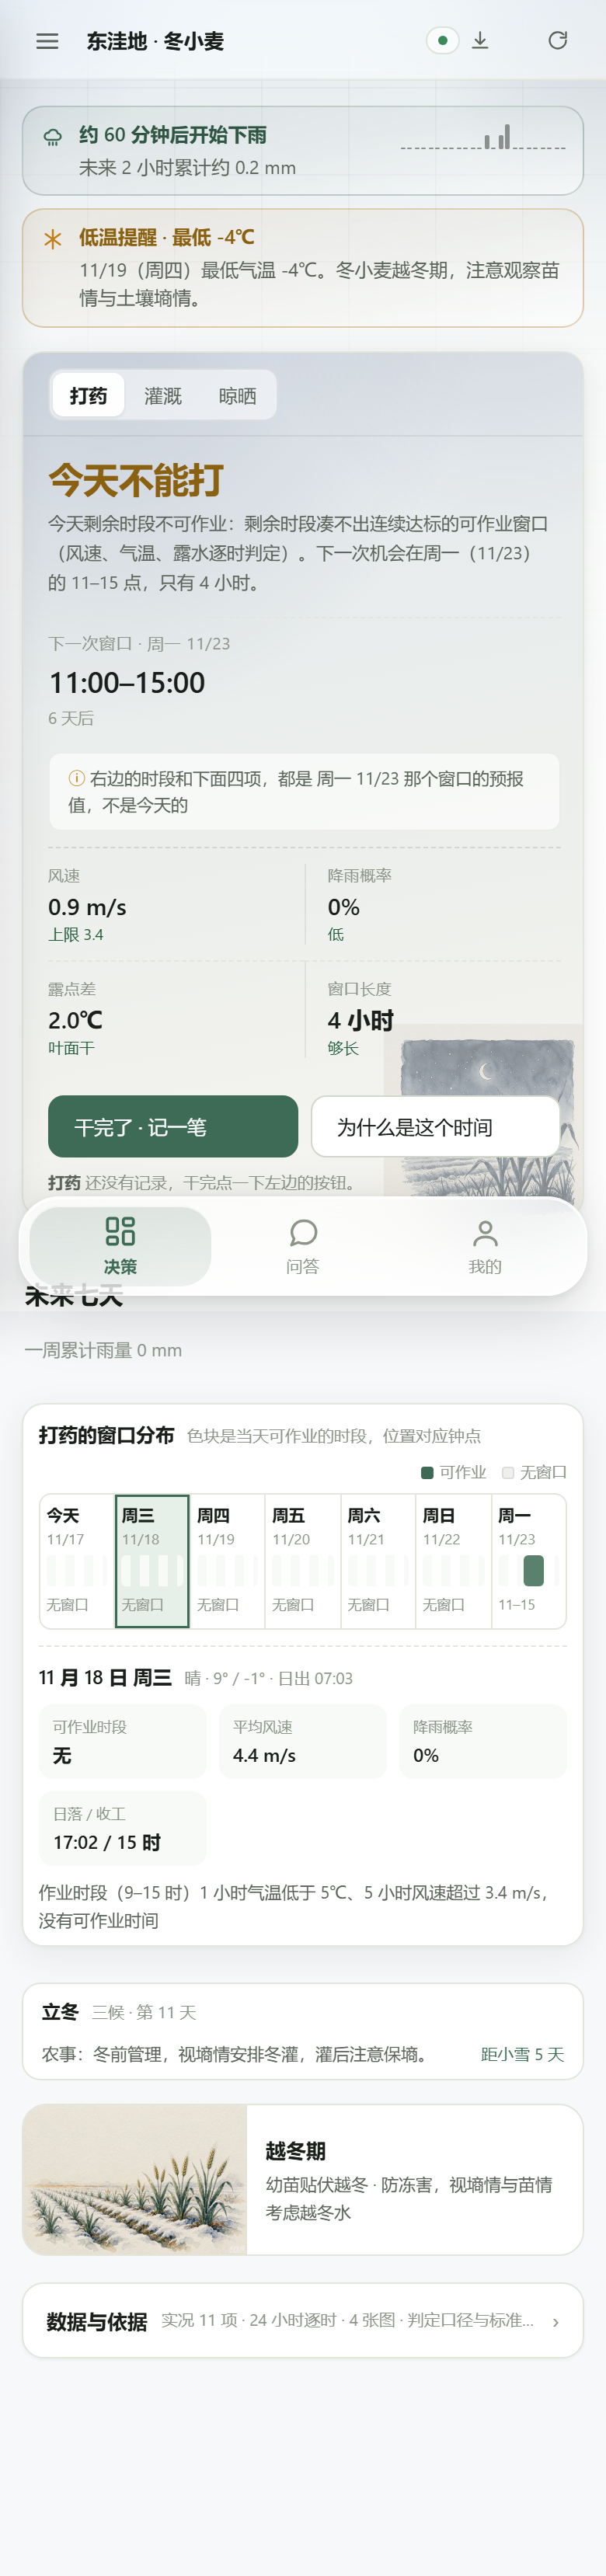 东洼地 · 冬小麦
约 60 分钟后开始下雨
未来 2 小时累计约 0.2 mm
低温提醒 · 最低 -4℃
11/19（周四）最低气温 -4℃。冬小麦越冬期，注意观察苗
情与土壤墒情。
打药 灌溉 晾晒
今天不能打
今天剩余时段不可作业：剩余时段凑不出连续达标的可作业窗口
（风速、气温、露水逐时判定）。下一次机会在周一（11/23）
的 11–15 点，只有 4 小时。
下一次窗口 · 周一 11/23
11:00–15:00
6 天后
ⓘ 右边的时段和下面四项，都是 周一 11/23 那个窗口的预报
值，不是今天的
风速 降雨概率
0.9 m/s 0%
上限 3.4 低
露点差 窗口长度
2.0℃ 4 小时
叶面干 够长
干完了 · 记一笔 为什么是这个时间
打药 还没有记录，干完点一下左边的按钮。
决策 问答 我的
未来七天
一周累计雨量 0 mm
打药的窗口分布 色块是当天可作业的时段，位置对应钟点
可作业 无窗口
今天 周三 周四 周五 周六 周日 周一
11/17 11/18 11/19 11/20 11/21 11/22 11/23
无窗口 无窗口 无窗口 无窗口 无窗口 无窗口 11–15
11 月 18 日 周三 晴 · 9° / -1° · 日出 07:03
可作业时段 平均风速 降雨概率
无 4.4 m/s 0%
日落 / 收工
17:02 / 15 时
作业时段（9–15 时）1 小时气温低于 5℃、5 小时风速超过 3.4 m/s，
没有可作业时间
立冬 三候 · 第 11 天
农事：冬前管理，视墒情安排冬灌，灌后注意保墒。 距小雪 5 天
越冬期
幼苗贴伏越冬 · 防冻害，视墒情与苗情
考虑越冬水
数据与依据 实况 11 项 · 24 小时逐时 · 4 张图 · 判定口径与标准... ›